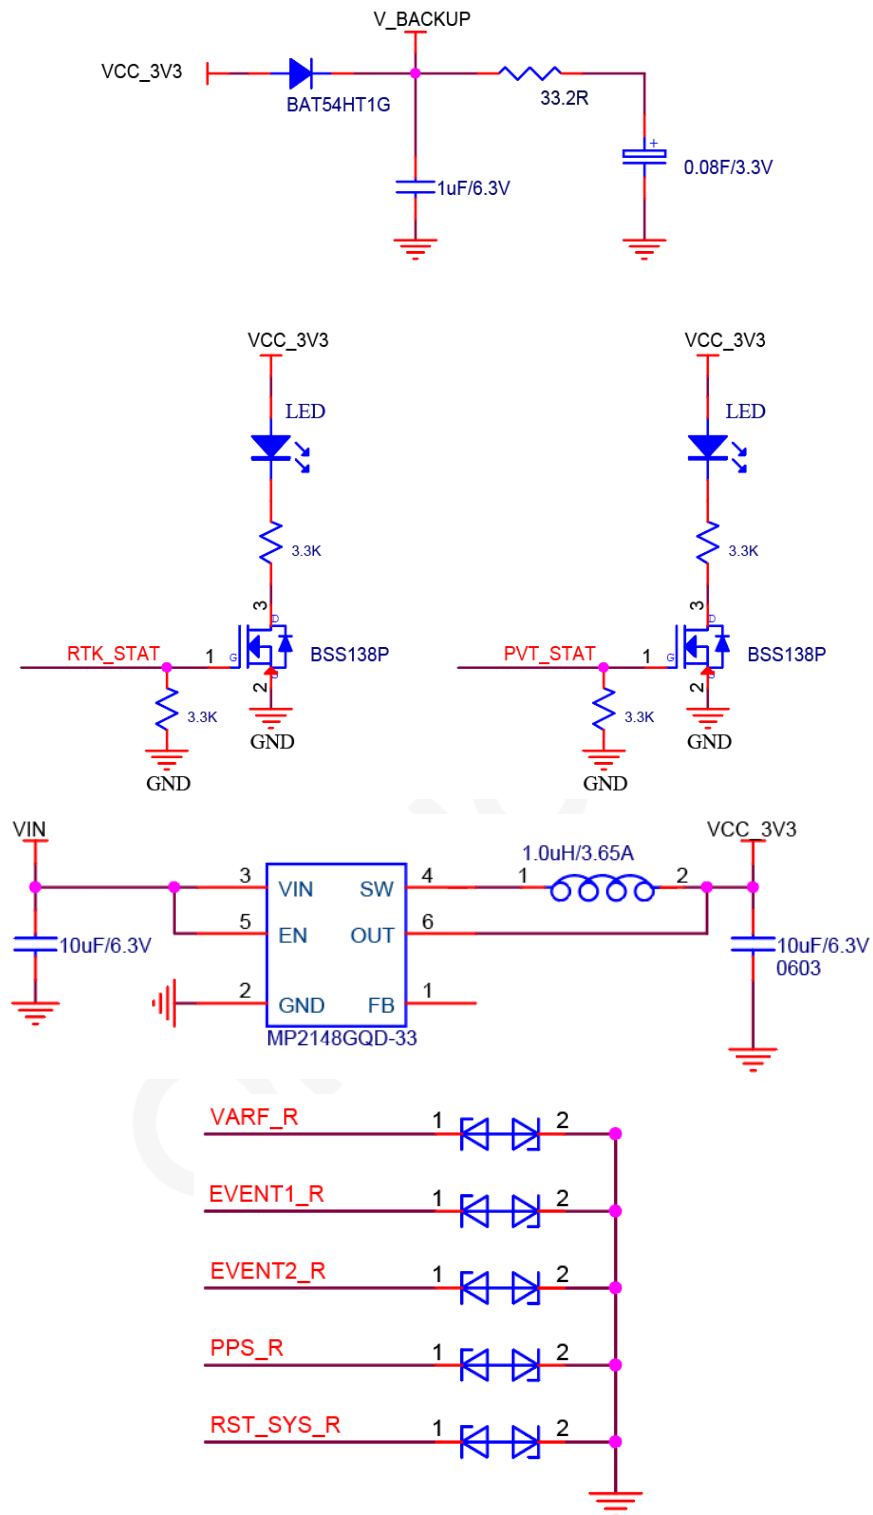 V_BACKUP
VCC_3V3
BAT54HT1G
33.2R
+
0.08F/3.3V
1uF/6.3V
VCC_3V3
VCC_3V3
LED
LED
3.3K
3.3K
3
D
3
D
RTK_STAT
1
G
BSS138P
PVT_STAT
1
G
BSS138P
2
2
3.3K
3.3K
GND
GND
GND
GND
VIN
VCC_3V3
1.0uH/3.65A
3
VIN
SW
4
1
2
5
EN
OUT
6
10uF/6.3V
10uF/6.3V
0603
2
GND
FB
1
MP2148GQD-33
VARF_R
1
2
EVENT1_R
1
2
EVENT2_R
1
2
PPS_R
1
2
RST_SYS_R
1
2